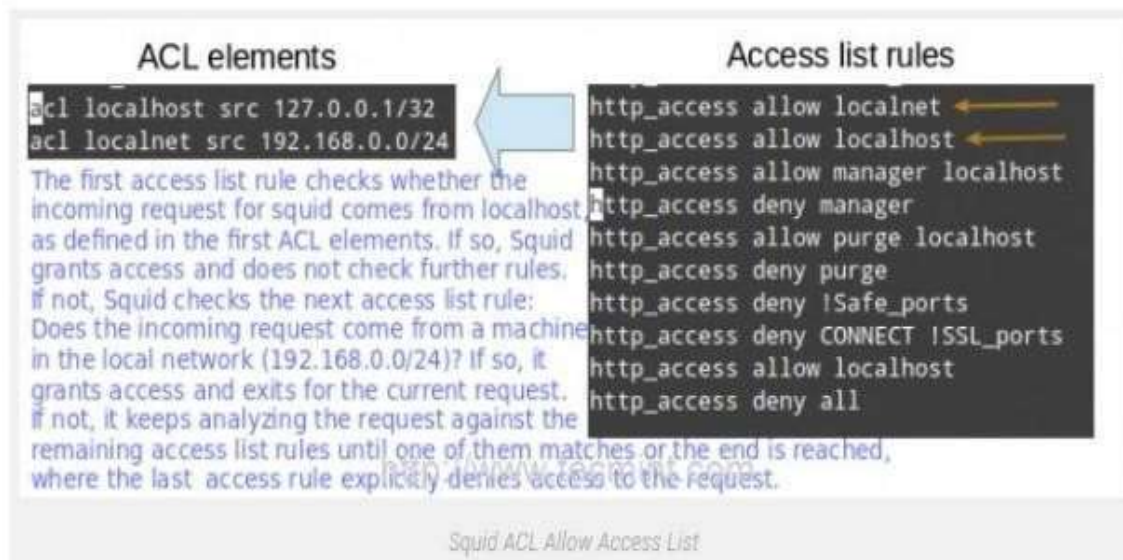 ACL elements
acl localhost src 127.0.0.1/32
acl localnet src 192.168.0.0/24
The first access list rule checks whether the
incoming request for squid comes from localhost,
as defined in the first ACL elements. If so, Squid
grants access and does not check further rules.
If not, Squid checks the next access list rule:
Does the incoming request come from a machine
in the local network (192.168.0.0/24)? If so, it
grants access and exits for the current request.
If not, it keeps analyzing the request against the
remaining access list rules until one of them matches or the end is reached,
where the last access rule explicitly denies access to the request.
http://www.tecmint.com
Access list rules
http_access allow localnet
http_access allow localhost
http_access allow manager localhost
http_access deny manager
http_access allow purge localhost
http_access deny purge
http_access deny !Safe_ports
http_access deny CONNECT !SSL_ports
http_access allow localhost
http_access deny all
Squid ACL Allow Access List